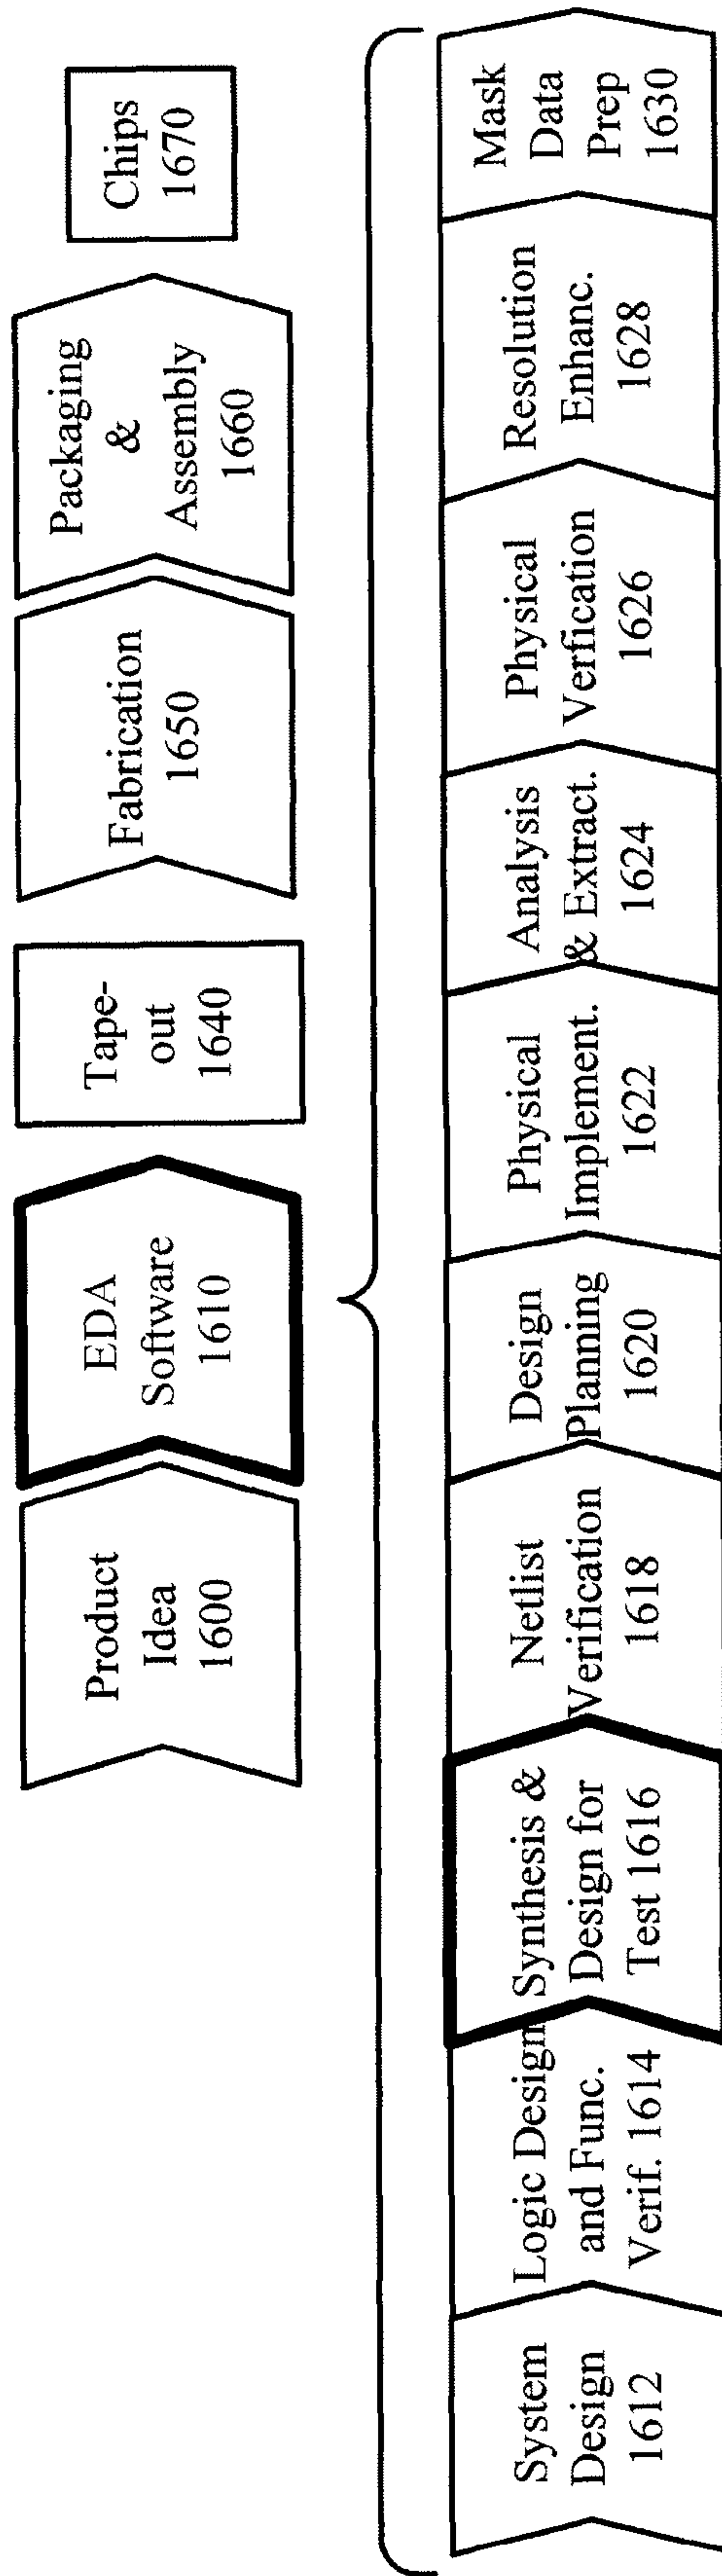 Product
Idea
1600
EDA
Software
1610
Tape-
out
1640
Fabrication
1650
Packaging
&
Assembly
1660
Chips
1670
System
Design
1612
Logic Design
and Func.
Verif. 1614
Synthesis &
Design for
Test 1616
Netlist
Verification
1618
Design
Planning
1620
Physical
Implement.
1622
Analysis
& Extract.
1624
Physical
Verfication
1626
Resolution
Enhanc.
1628
Mask
Data
Prep
1630